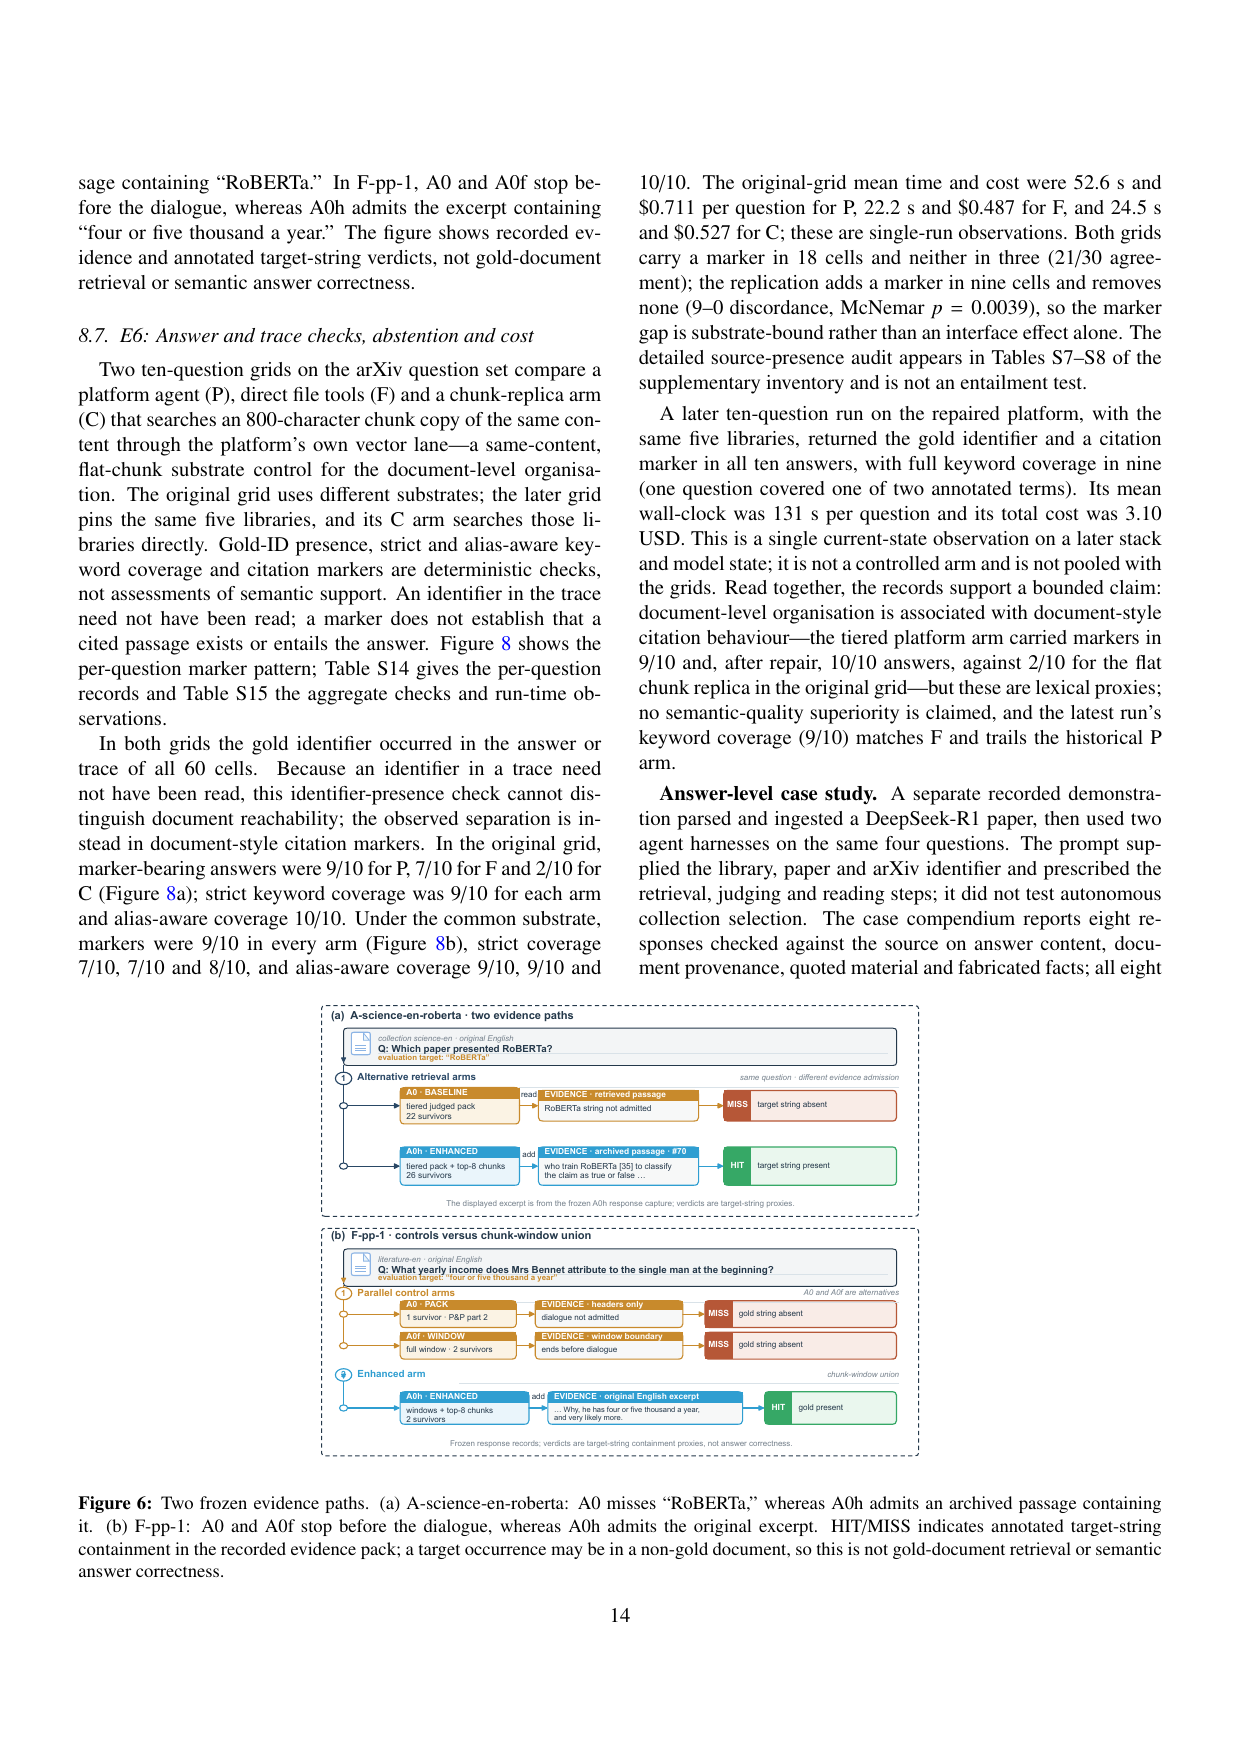 sage containing “RoBERTa.” In F-pp-1, A0 and A0f stop be-
fore the dialogue, whereas A0h admits the excerpt containing
“four or five thousand a year.” The figure shows recorded ev-
idence and annotated target-string verdicts, not gold-document
retrieval or semantic answer correctness.
8.7. E6: Answer and trace checks, abstention and cost
Two ten-question grids on the arXiv question set compare a
platform agent (P), direct file tools (F) and a chunk-replica arm
(C) that searches an 800-character chunk copy of the same con-
tent through the platform’s own vector lane—a same-content,
flat-chunk substrate control for the document-level organisa-
tion. The original grid uses different substrates; the later grid
pins the same five libraries, and its C arm searches those li-
braries directly. Gold-ID presence, strict and alias-aware key-
word coverage and citation markers are deterministic checks,
not assessments of semantic support. An identifier in the trace
need not have been read; a marker does not establish that a
cited passage exists or entails the answer. Figure 8 shows the
per-question marker pattern; Table S14 gives the per-question
records and Table S15 the aggregate checks and run-time ob-
servations.
In both grids the gold identifier occurred in the answer or
trace of all 60 cells. Because an identifier in a trace need
not have been read, this identifier-presence check cannot dis-
tinguish document reachability; the observed separation is in-
stead in document-style citation markers. In the original grid,
marker-bearing answers were 9/10 for P, 7/10 for F and 2/10 for
C (Figure 8a); strict keyword coverage was 9/10 for each arm
and alias-aware coverage 10/10. Under the common substrate,
markers were 9/10 in every arm (Figure 8b), strict coverage
7/10, 7/10 and 8/10, and alias-aware coverage 9/10, 9/10 and
10/10. The original-grid mean time and cost were 52.6 s and
$0.711 per question for P, 22.2 s and $0.487 for F, and 24.5 s
and $0.527 for C; these are single-run observations. Both grids
carry a marker in 18 cells and neither in three (21/30 agree-
ment); the replication adds a marker in nine cells and removes
none (9–0 discordance, McNemar p = 0.0039), so the marker
gap is substrate-bound rather than an interface effect alone. The
detailed source-presence audit appears in Tables S7–S8 of the
supplementary inventory and is not an entailment test.
A later ten-question run on the repaired platform, with the
same five libraries, returned the gold identifier and a citation
marker in all ten answers, with full keyword coverage in nine
(one question covered one of two annotated terms). Its mean
wall-clock was 131 s per question and its total cost was 3.10
USD. This is a single current-state observation on a later stack
and model state; it is not a controlled arm and is not pooled with
the grids. Read together, the records support a bounded claim:
document-level organisation is associated with document-style
citation behaviour—the tiered platform arm carried markers in
9/10 and, after repair, 10/10 answers, against 2/10 for the flat
chunk replica in the original grid—but these are lexical proxies;
no semantic-quality superiority is claimed, and the latest run’s
keyword coverage (9/10) matches F and trails the historical P
arm.
Answer-level case study. A separate recorded demonstra-
tion parsed and ingested a DeepSeek-R1 paper, then used two
agent harnesses on the same four questions. The prompt sup-
plied the library, paper and arXiv identifier and prescribed the
retrieval, judging and reading steps; it did not test autonomous
collection selection. The case compendium reports eight re-
sponses checked against the source on answer content, docu-
ment provenance, quoted material and fabricated facts; all eight
(a) A-science-en-roberta · two evidence paths
collection science-en · original English
Q: Which paper presented RoBERTa?
evaluation target: “RoBERTa”
1 Alternative retrieval arms same question · different evidence admission
A0 · BASELINE read EVIDENCE · retrieved passage
tiered judged pack RoBERTa string not admitted MISS target string absent
22 survivors
A0h · ENHANCED add EVIDENCE · archived passage · #70
tiered pack + top-8 chunks who train RoBERTa [35] to classify HIT target string present
26 survivors the claim as true or false …
The displayed excerpt is from the frozen A0h response capture; verdicts are target-string proxies.
(b) F-pp-1 · controls versus chunk-window union
literature-en · original English
Q: What yearly income does Mrs Bennet attribute to the single man at the beginning?
evaluation target: “four or five thousand a year”
1 Parallel control arms A0 and A0f are alternatives
A0 · PACK EVIDENCE · headers only
1 survivor · P&P part 2 dialogue not admitted MISS gold string absent
A0f · WINDOW EVIDENCE · window boundary
full window · 2 survivors ends before dialogue MISS gold string absent
Enhanced arm chunk-window union
A0h · ENHANCED add EVIDENCE · original English excerpt
windows + top-8 chunks … Why, he has four or five thousand a year, HIT gold present
2 survivors and very likely more.
Frozen response records; verdicts are target-string containment proxies, not answer correctness.
Figure 6: Two frozen evidence paths. (a) A-science-en-roberta: A0 misses “RoBERTa,” whereas A0h admits an archived passage containing
it. (b) F-pp-1: A0 and A0f stop before the dialogue, whereas A0h admits the original excerpt. HIT/MISS indicates annotated target-string
containment in the recorded evidence pack; a target occurrence may be in a non-gold document, so this is not gold-document retrieval or semantic
answer correctness.
14